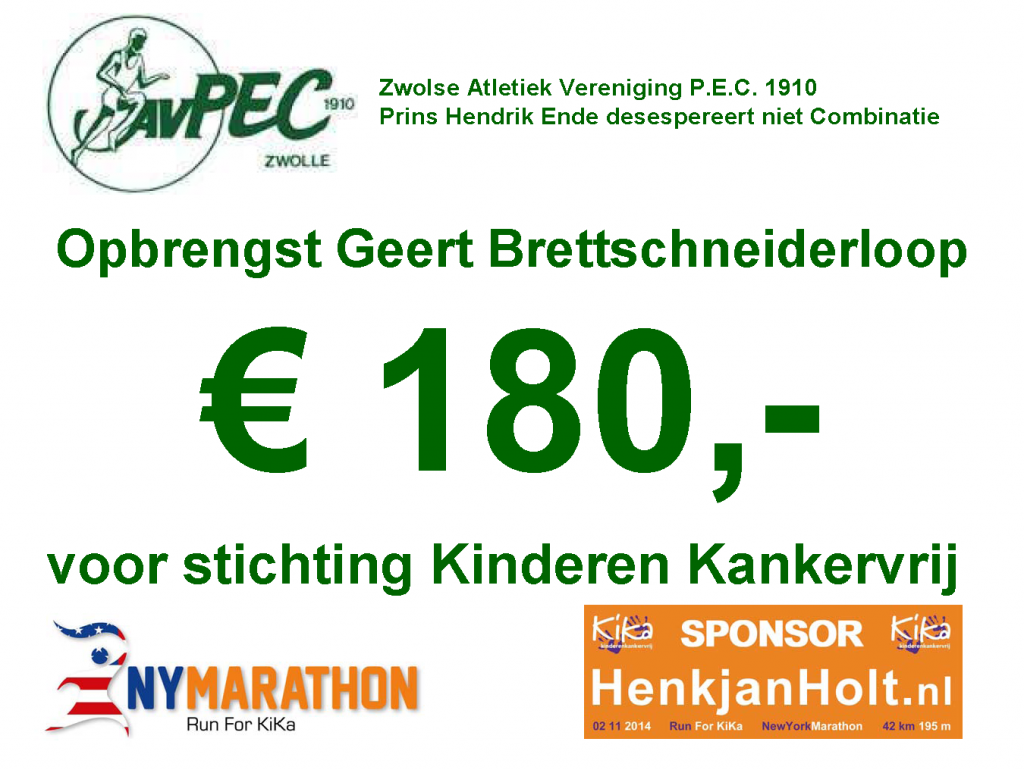 AVPEC 1910
ZWOLLE
Zwolse Atletiek Vereniging P.E.C. 1910
Prins Hendrik Ende desespereert niet Combinatie
Opbrengst Geert Brettschneiderloop
€ 180,-
voor stichting Kinderen Kankervrij
NYMARATHON
Run For KiKa
KiKa SPONSOR KiKa
kinderenkankervrij kinderenkankervrij
HenkjanHolt.nl
02 11 2014 Run For KiKa NewYorkMarathon 42 km 195 m